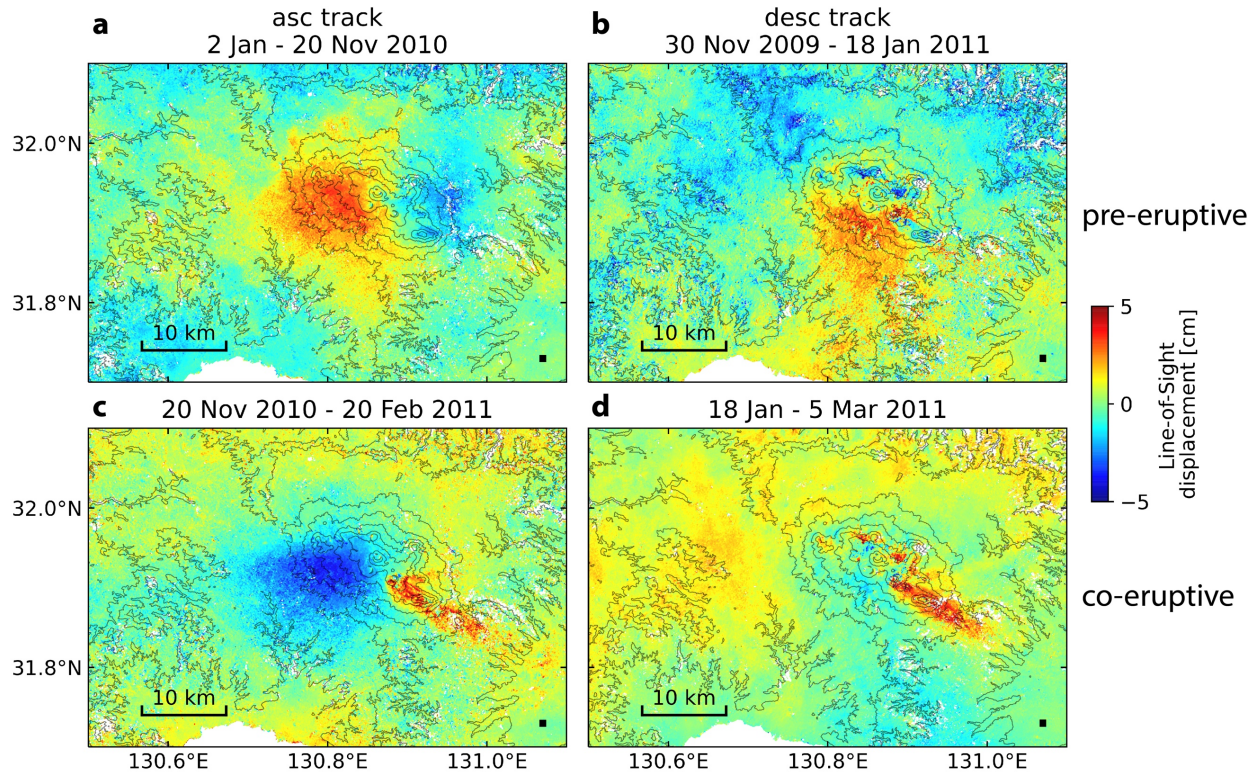 a
asc track
2 Jan - 20 Nov 2010
b
desc track
30 Nov 2009 - 18 Jan 2011
32.0°N
31.8°N
10 km
10 km
pre-eruptive
c
20 Nov 2010 - 20 Feb 2011
d
18 Jan - 5 Mar 2011
5
0
−5
Line-of-Sight
displacement [cm]
32.0°N
31.8°N
10 km
10 km
co-eruptive
130.6°E
130.8°E
131.0°E
130.6°E
130.8°E
131.0°E